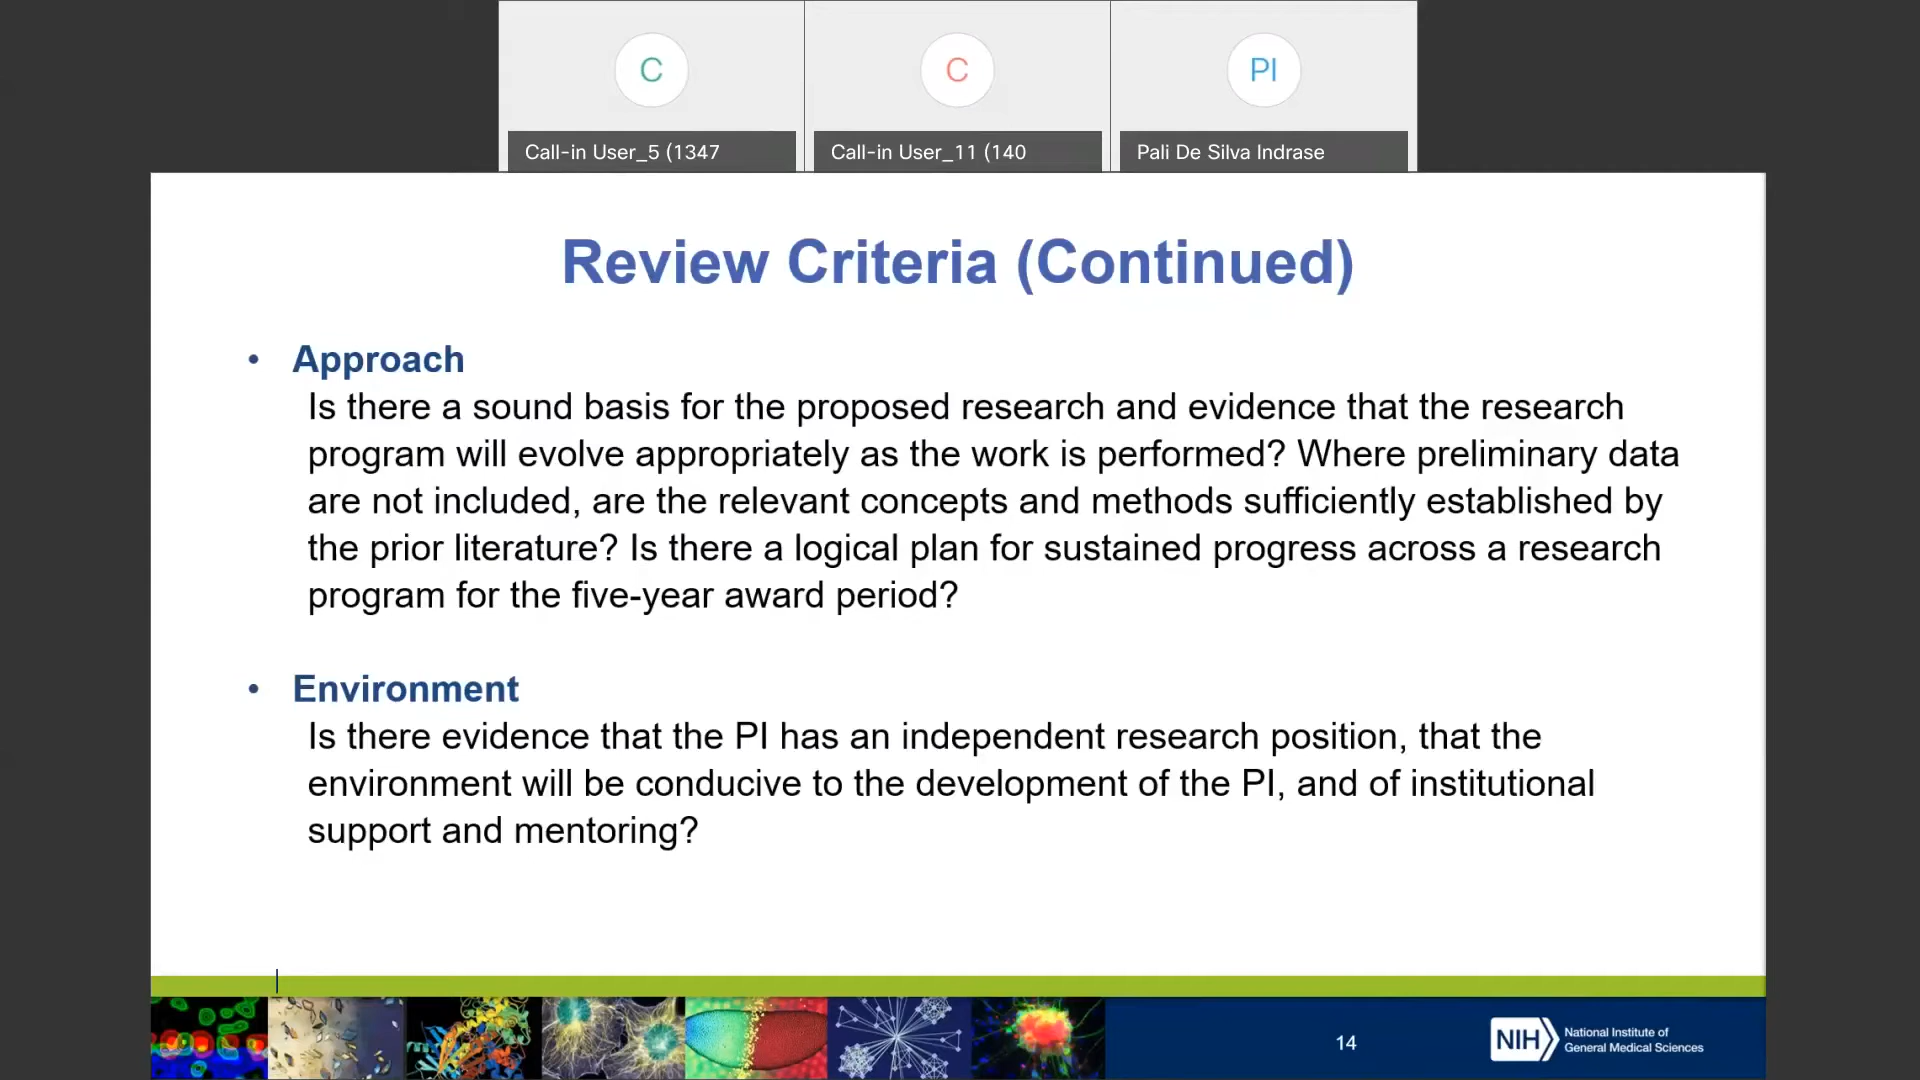 C
C
PI
Call-in User_5 (1347
Call-in User_11 (140
Pali De Silva Indrase
Review Criteria (Continued)
• Approach
Is there a sound basis for the proposed research and evidence that the research
program will evolve appropriately as the work is performed? Where preliminary data
are not included, are the relevant concepts and methods sufficiently established by
the prior literature? Is there a logical plan for sustained progress across a research
program for the five-year award period?
• Environment
Is there evidence that the PI has an independent research position, that the
environment will be conducive to the development of the PI, and of institutional
support and mentoring?
14
NIH
National Institute of
General Medical Sciences